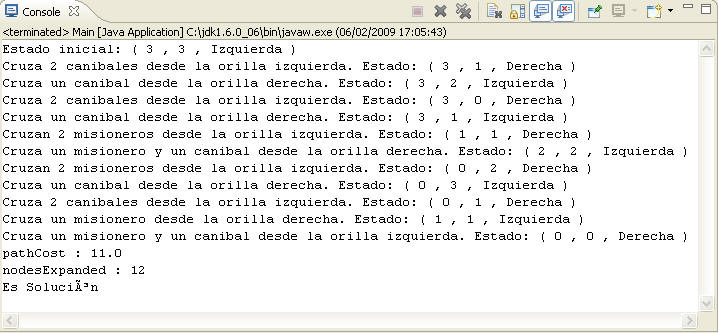 Console
<terminated> Main [Java Application] C:\jdk1.6.0_06\bin\javaw.exe (06/02/2009 17:05:43)
Estado inicial: ( 3 , 3 , Izquierda )
Cruza 2 canibales desde la orilla izquierda. Estado: ( 3 , 1 , Derecha )
Cruza un canibal desde la orilla derecha. Estado: ( 3 , 2 , Izquierda )
Cruza 2 canibales desde la orilla izquierda. Estado: ( 3 , 0 , Derecha )
Cruza un canibal desde la orilla derecha. Estado: ( 3 , 1 , Izquierda )
Cruzan 2 misioneros desde la orilla izquierda. Estado: ( 1 , 1 , Derecha )
Cruza un misionero y un canibal desde la orilla derecha. Estado: ( 2 , 2 , Izquierda )
Cruzan 2 misioneros desde la orilla izquierda. Estado: ( 0 , 2 , Derecha )
Cruza un canibal desde la orilla derecha. Estado: ( 0 , 3 , Izquierda )
Cruza 2 canibales desde la orilla izquierda. Estado: ( 0 , 1 , Derecha )
Cruza un misionero desde la orilla derecha. Estado: ( 1 , 1 , Izquierda )
Cruza un misionero y un canibal desde la orilla izquierda. Estado: ( 0 , 0 , Derecha )
pathCost : 11.0
nodesExpanded : 12
Es SoluciÃ³n